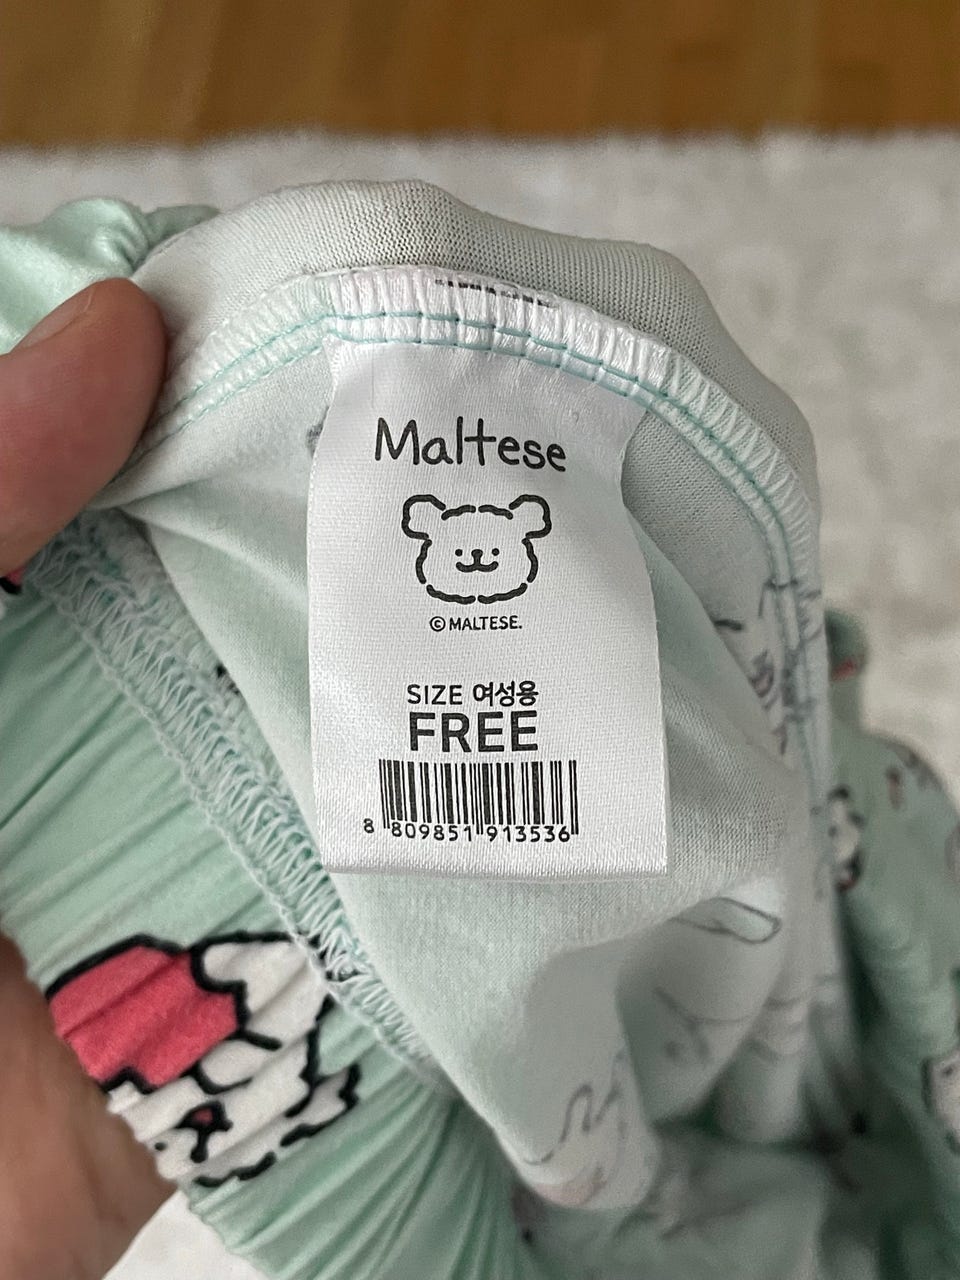 Maltese
© MALTESE.
SIZE 여성용
FREE
8 809851 913536